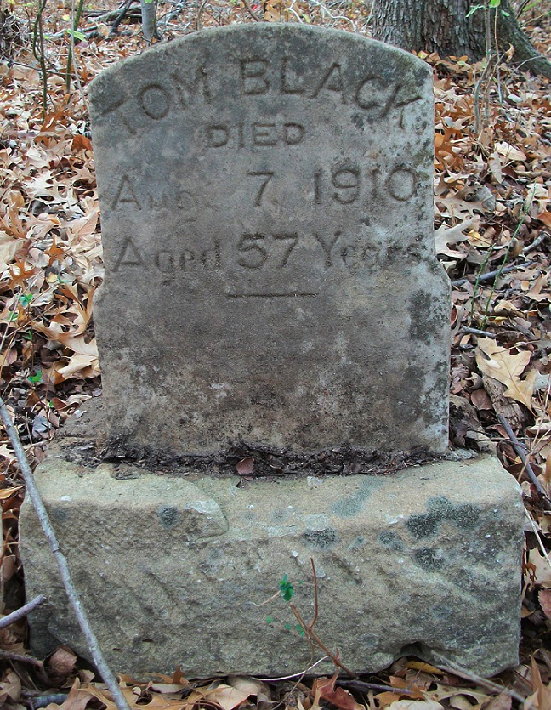 TOM BLACK
DIED
Aug 7, 1910
Aged 57 Years